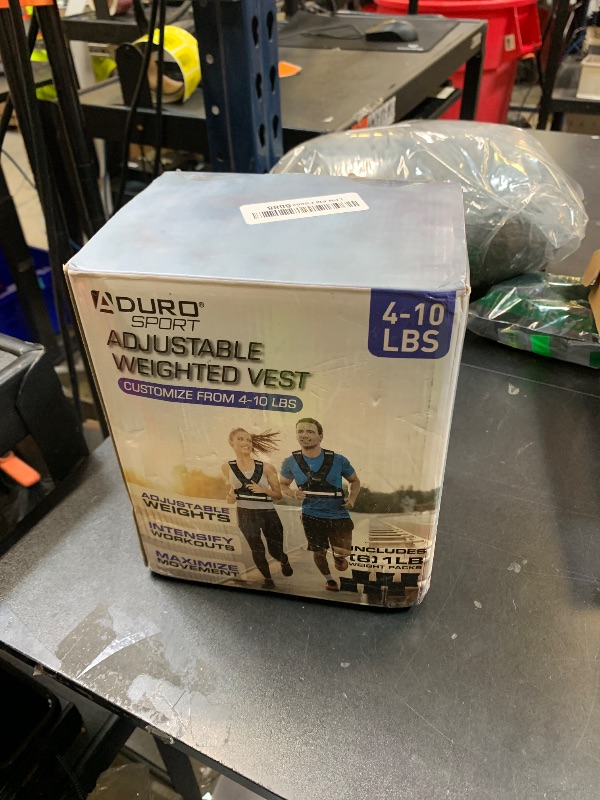 ADURO®
SPORT
ADJUSTABLE
WEIGHTED VEST
CUSTOMIZE FROM 4-10 LBS
4-10
LBS
ADJUSTABLE
WEIGHTS
INTENSIFY
WORKOUTS
MAXIMIZE
MOVEMENT
INCLUDES
(6) 1LB
WEIGHT PACKS